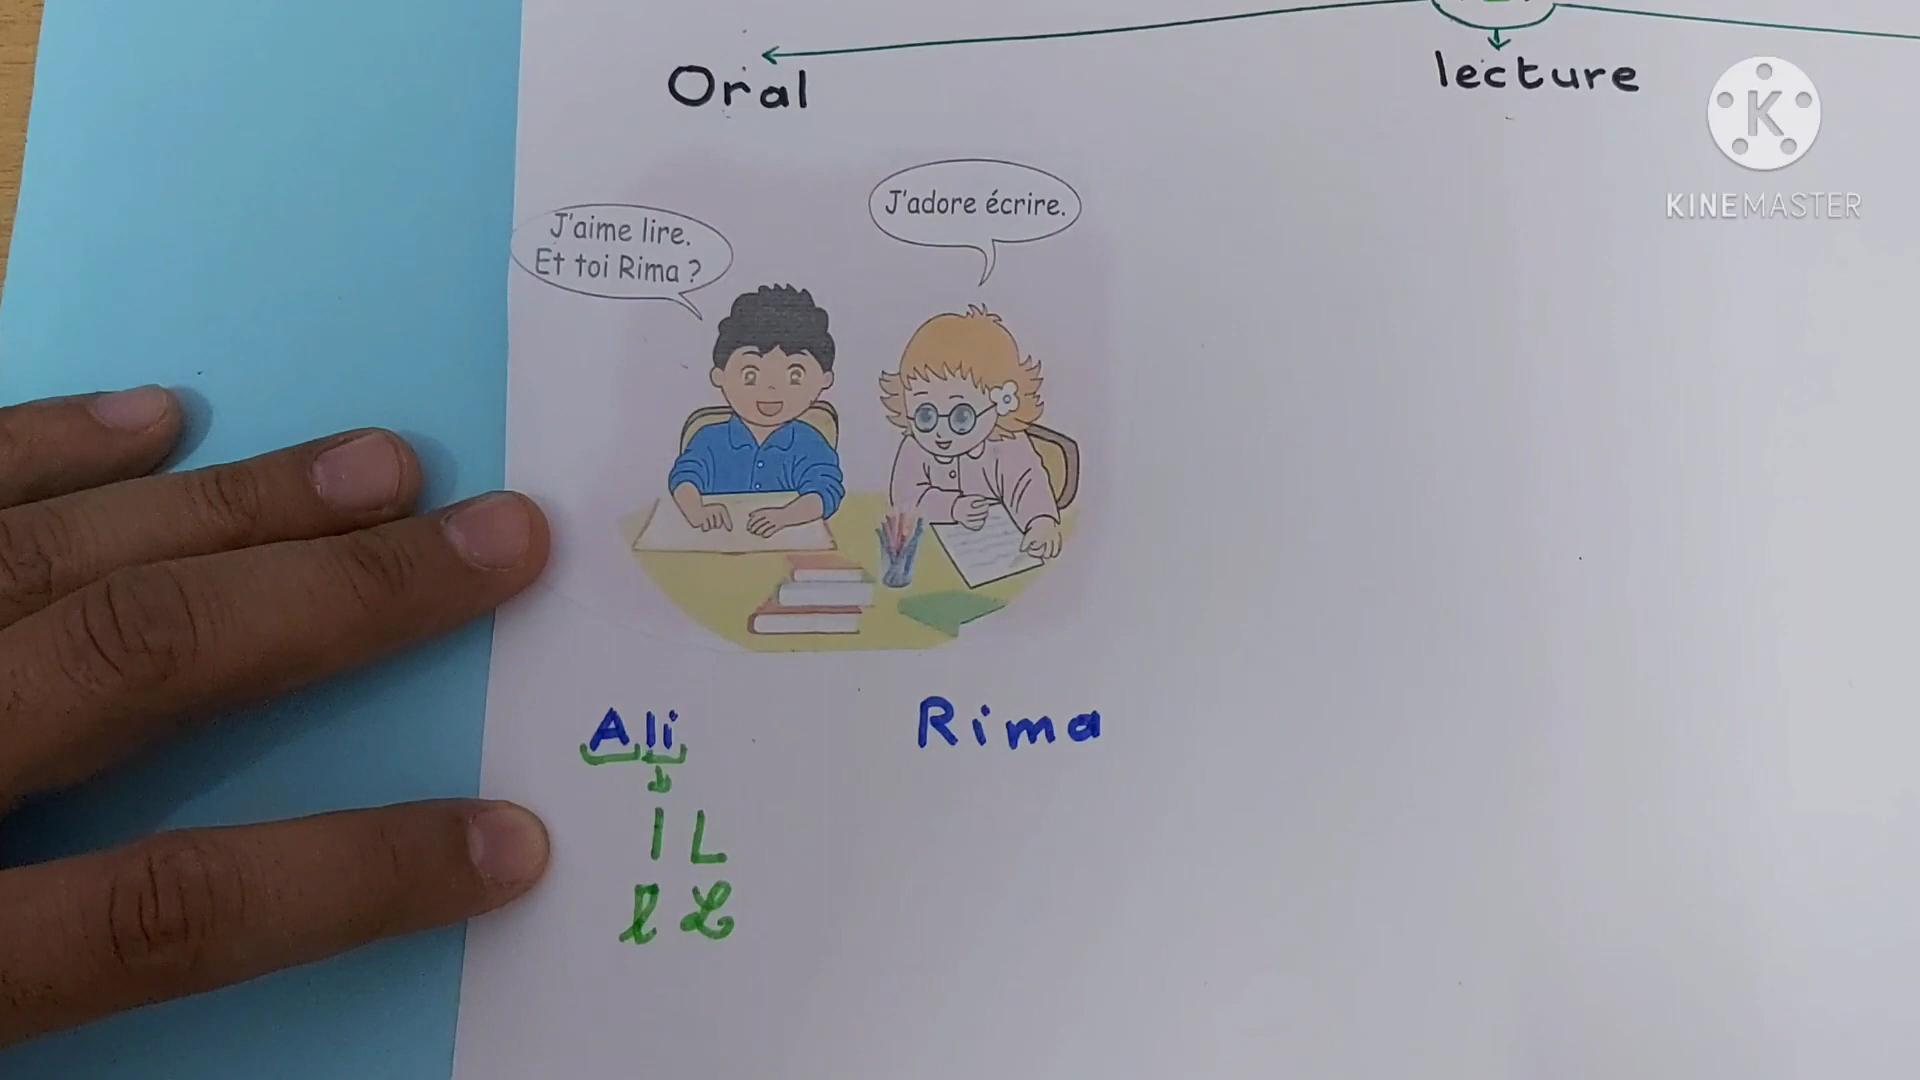 Oral
lecture
K
KINEMASTER
J'aime lire.
Et toi Rima ?
J'adore écrire.
Ali
Rima
l L
l L